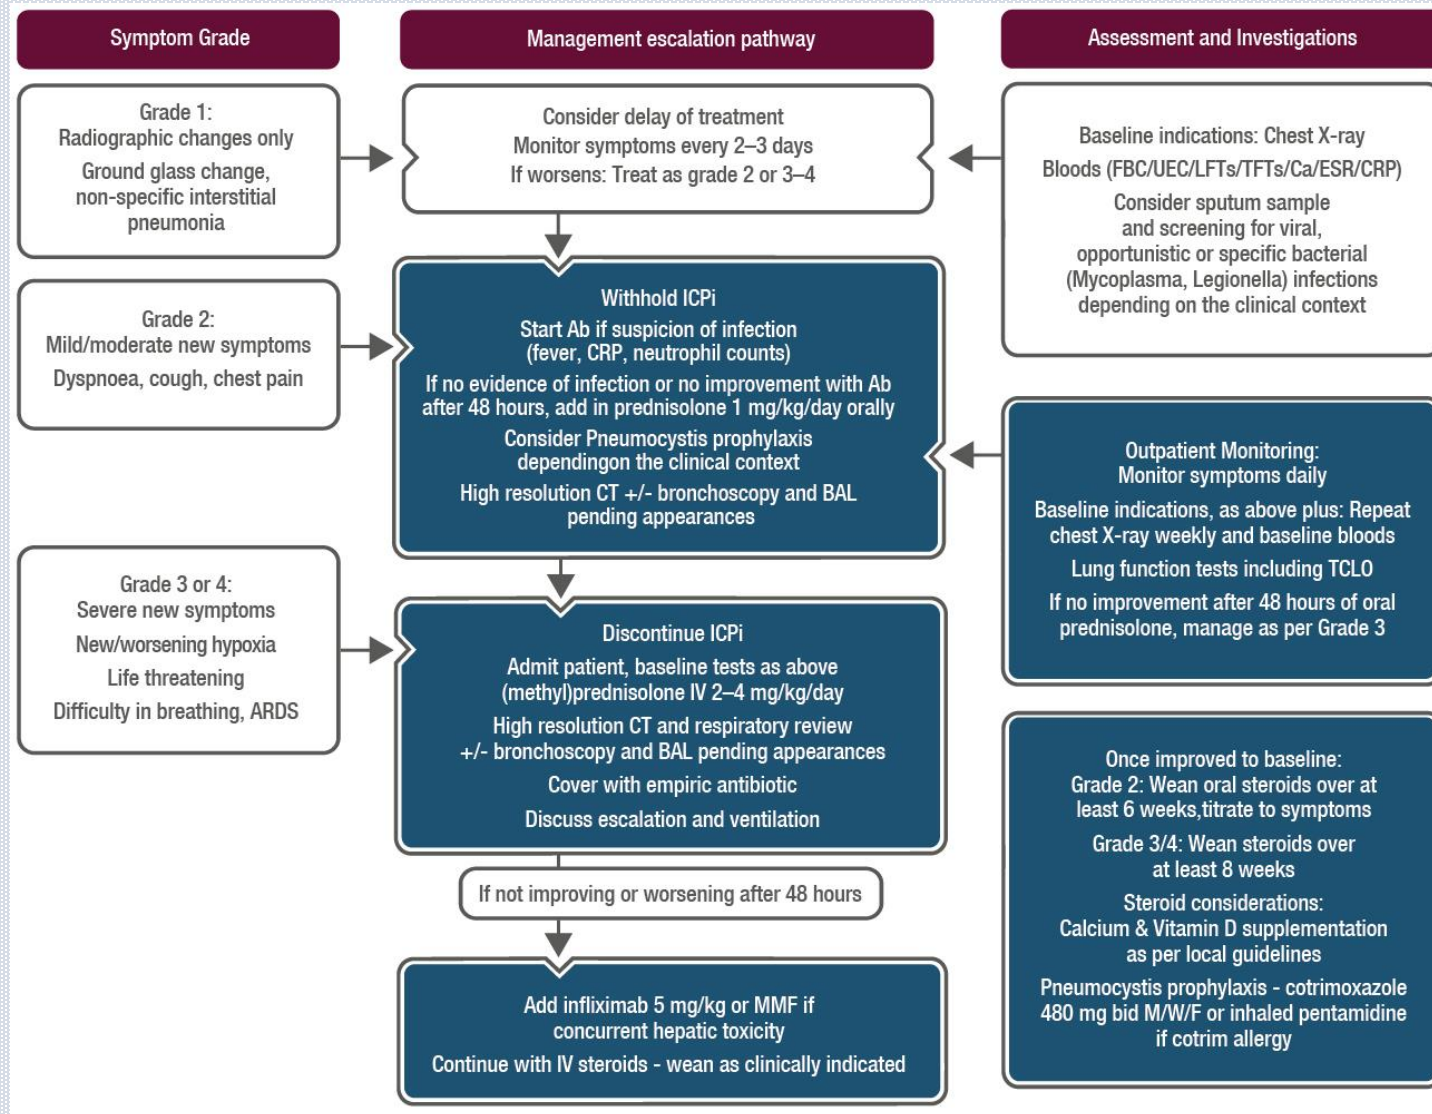 Symptom Grade
Management escalation pathway
Assessment and Investigations
Grade 1:
Radiographic changes only
Ground glass change,
non-specific interstitial
pneumonia
Consider delay of treatment
Monitor symptoms every 2–3 days
If worsens: Treat as grade 2 or 3–4
Baseline indications: Chest X-ray
Bloods (FBC/UEC/LFTs/TFTs/Ca/ESR/CRP)
Consider sputum sample
and screening for viral,
opportunistic or specific bacterial
(Mycoplasma, Legionella) infections
depending on the clinical context
Grade 2:
Mild/moderate new symptoms
Dyspnoea, cough, chest pain
Withhold ICPi
Start Ab if suspicion of infection
(fever, CRP, neutrophil counts)
If no evidence of infection or no improvement with Ab
after 48 hours, add in prednisolone 1 mg/kg/day orally
Consider Pneumocystis prophylaxis
dependingon the clinical context
High resolution CT +/- bronchoscopy and BAL
pending appearances
Outpatient Monitoring:
Monitor symptoms daily
Baseline indications, as above plus: Repeat
chest X-ray weekly and baseline bloods
Lung function tests including TCLO
If no improvement after 48 hours of oral
prednisolone, manage as per Grade 3
Grade 3 or 4:
Severe new symptoms
New/worsening hypoxia
Life threatening
Difficulty in breathing, ARDS
Discontinue ICPi
Admit patient, baseline tests as above
(methyl)prednisolone IV 2–4 mg/kg/day
High resolution CT and respiratory review
+/- bronchoscopy and BAL pending appearances
Cover with empiric antibiotic
Discuss escalation and ventilation
If not improving or worsening after 48 hours
Add infliximab 5 mg/kg or MMF if
concurrent hepatic toxicity
Continue with IV steroids - wean as clinically indicated
Once improved to baseline:
Grade 2: Wean oral steroids over at
least 6 weeks,titrate to symptoms
Grade 3/4: Wean steroids over
at least 8 weeks
Steroid considerations:
Calcium & Vitamin D supplementation
as per local guidelines
Pneumocystis prophylaxis - cotrimoxazole
480 mg bid M/W/F or inhaled pentamidine
if cotrim allergy